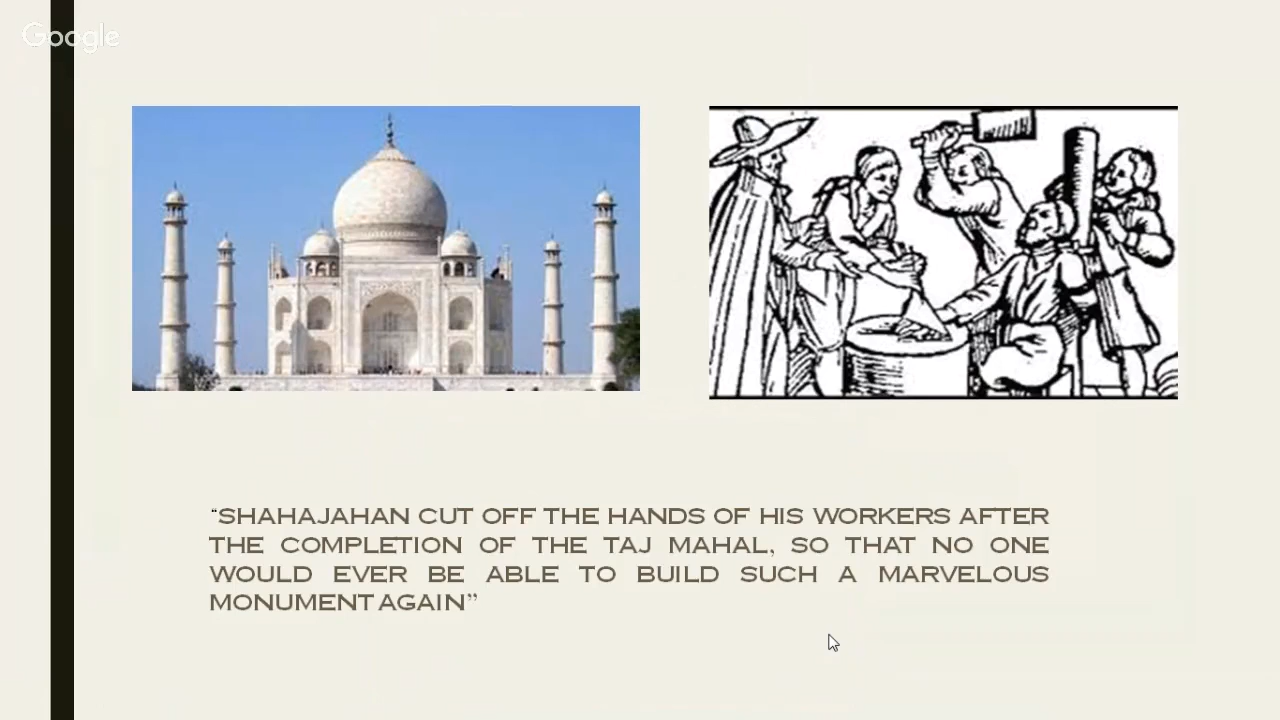 Google
“SHAHAJAHAN CUT OFF THE HANDS OF HIS WORKERS AFTER
THE COMPLETION OF THE TAJ MAHAL, SO THAT NO ONE
WOULD EVER BE ABLE TO BUILD SUCH A MARVELOUS
MONUMENT AGAIN”